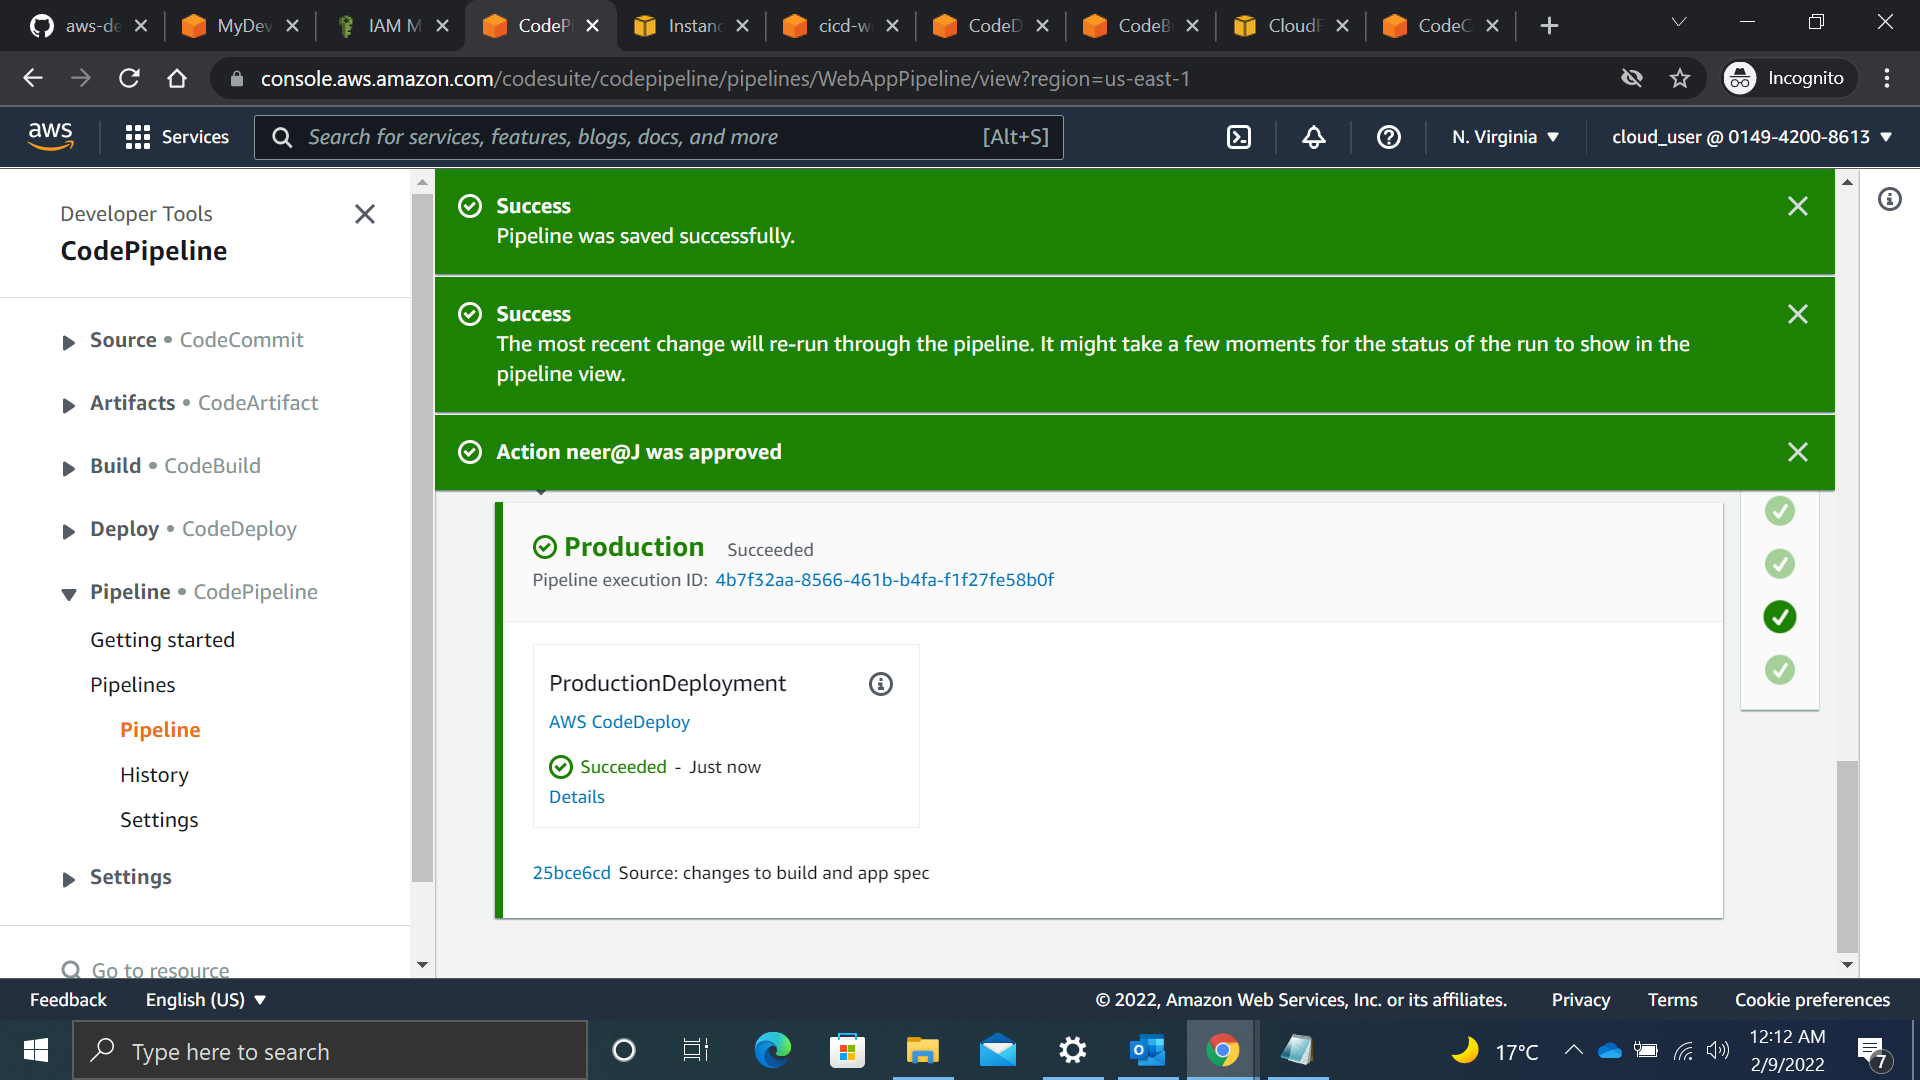 aws-de
MyDev
IAM M
CodePi
Instanc
cicd-we
CodeD
CodeBu
CloudF
CodeC
console.aws.amazon.com/codesuite/codepipeline/pipelines/WebAppPipeline/view?region=us-east-1
Incognito
aws
Services
Search for services, features, blogs, docs, and more
[Alt+S]
N. Virginia
cloud_user @ 0149-4200-8613
Developer Tools
CodePipeline
Source • CodeCommit
Artifacts • CodeArtifact
Build • CodeBuild
Deploy • CodeDeploy
Pipeline • CodePipeline
Getting started
Pipelines
Pipeline
History
Settings
Settings
Go to resource
Success
Pipeline was saved successfully.
Success
The most recent change will re-run through the pipeline. It might take a few moments for the status of the run to show in the
pipeline view.
Action neer@J was approved
Production Succeeded
Pipeline execution ID: 4b7f32aa-8566-461b-b4fa-f1f27fe58b0f
ProductionDeployment
AWS CodeDeploy
Succeeded - Just now
Details
25bce6cd Source: changes to build and app spec
Feedback
English (US)
© 2022, Amazon Web Services, Inc. or its affiliates.
Privacy
Terms
Cookie preferences
Type here to search
17°C
12:12 AM
2/9/2022
7